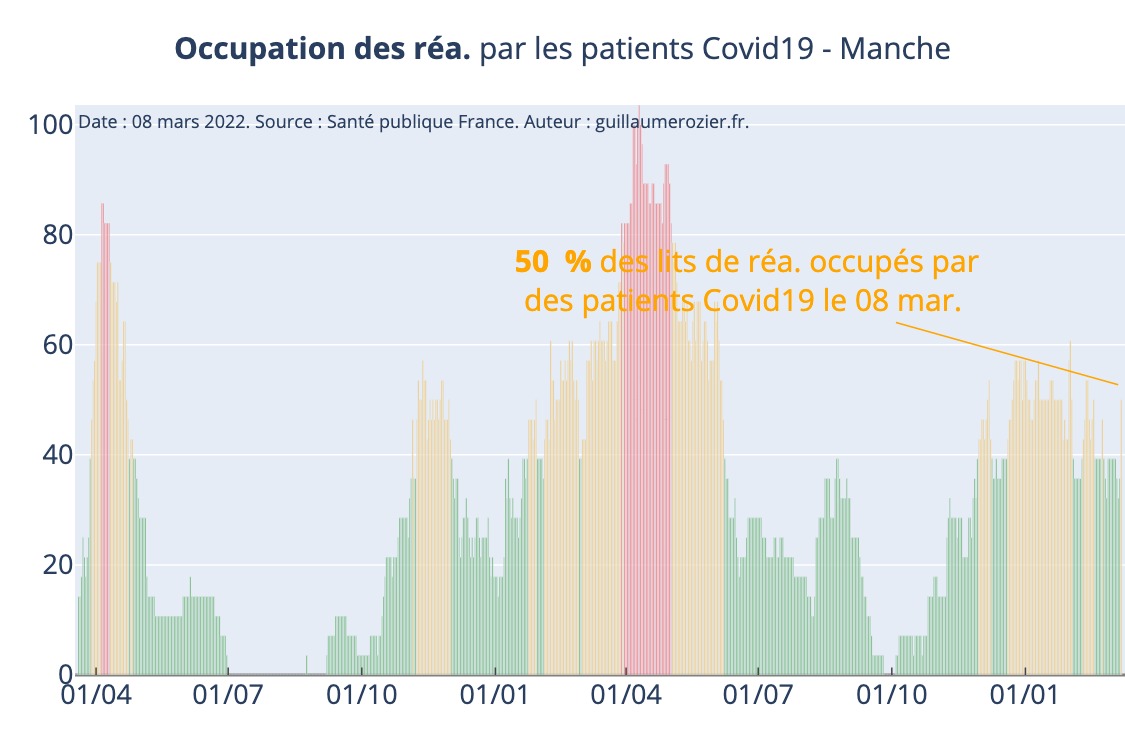 Occupation des réa. par les patients Covid19 - Manche
100
Date : 08 mars 2022. Source : Santé publique France. Auteur : guillaumerozier.fr.
80
50 % des lits de réa. occupés par
des patients Covid19 le 08 mar.
60
40
20
0
01/04 01/07 01/10 01/01 01/04 01/07 01/10 01/01